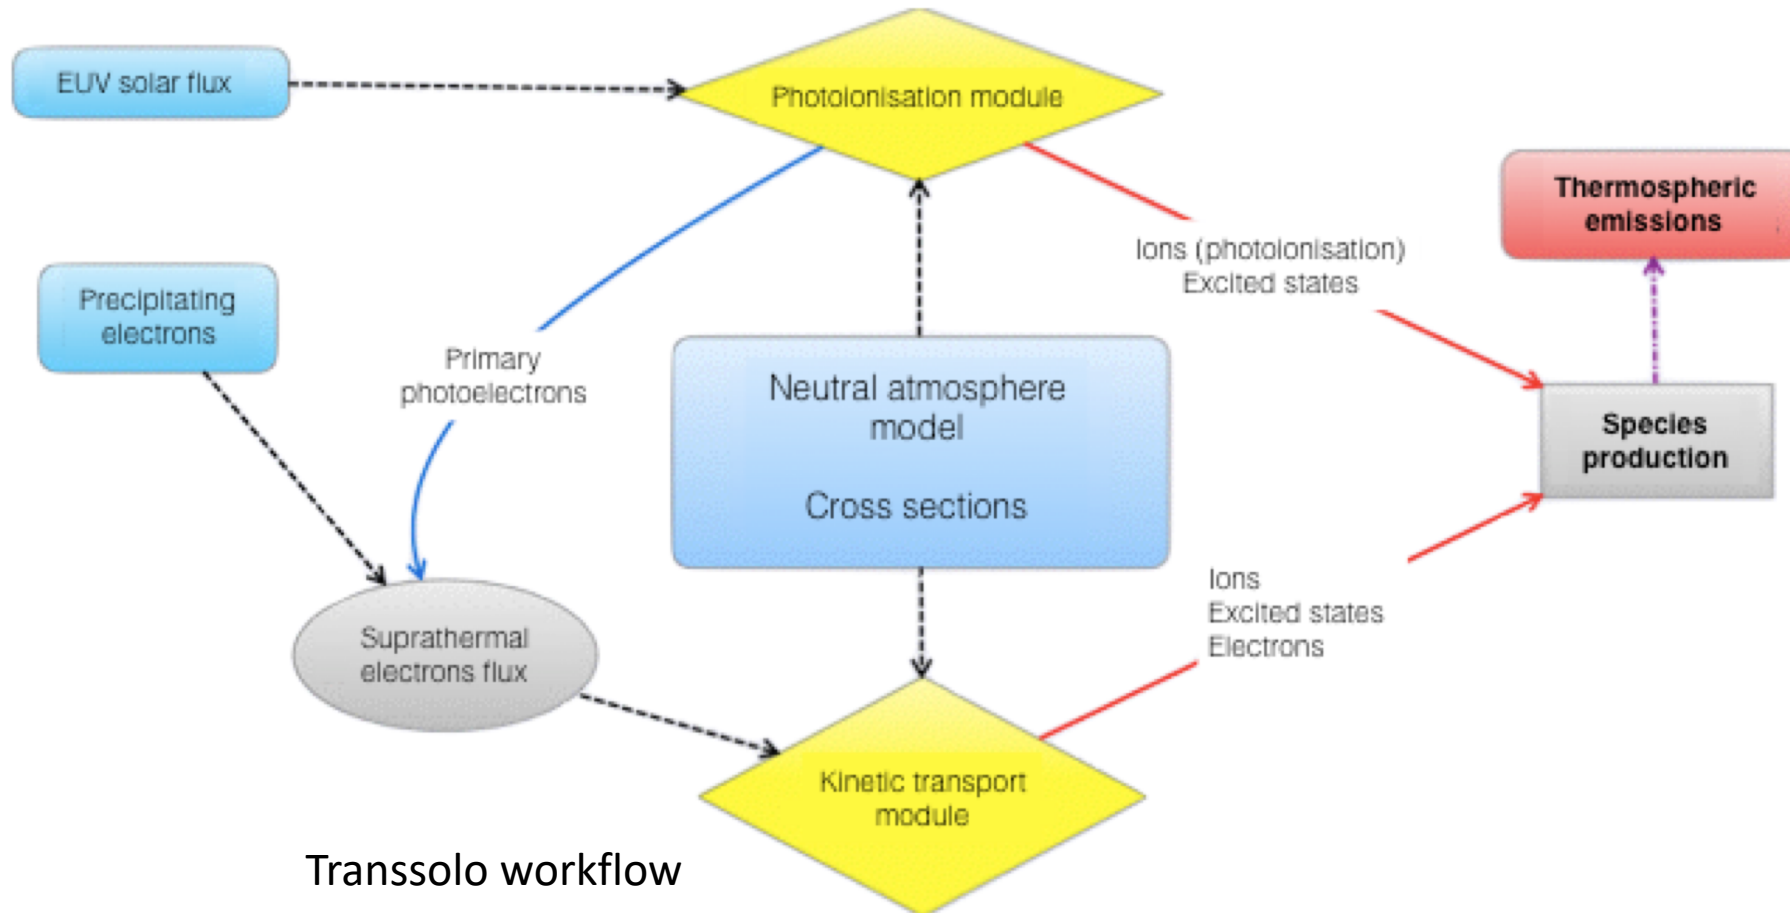 EUV solar flux
Photoionisation module
Thermospheric
emissions
Ions (photoionisation)
Excited states
Precipitating
electrons
Primary
photoelectrons
Neutral atmosphere
model
Cross sections
Species
production
Ions
Excited states
Electrons
Suprathermal
electrons flux
Kinetic transport
module
Transsolo workflow